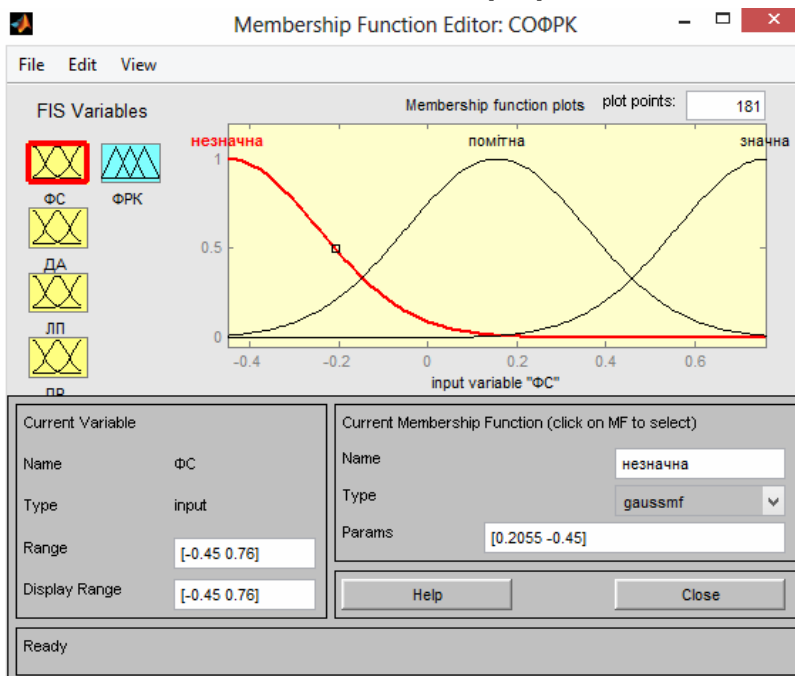 Membership Function Editor: СОФРК
File Edit View
FIS Variables
Membership function plots plot points: 181
незначна помітна значна
ФС ФРК
ДА
ЛП
ПР
1
0.5
0
-0.4 -0.2 0 0.2 0.4 0.6
input variable "ФС"
Current Variable
Name ФС
Type input
Range [-0.45 0.76]
Display Range [-0.45 0.76]
Current Membership Function (click on MF to select)
Name незначна
Type gaussmf
Params [0.2055 -0.45]
Help Close
Ready